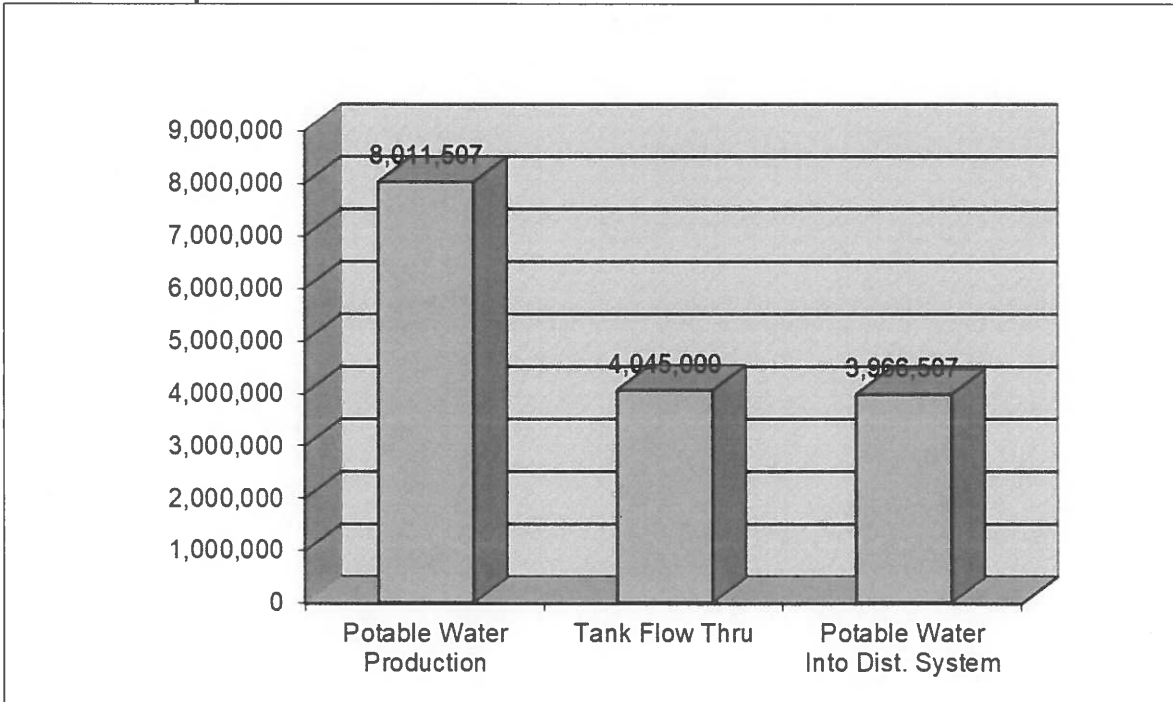 9,000,000
8,000,000
7,000,000
6,000,000
5,000,000
4,000,000
3,000,000
2,000,000
1,000,000
0
8,011,507
4,045,000
3,966,507
Potable Water
Production
Tank Flow Thru
Potable Water
Into Dist. System